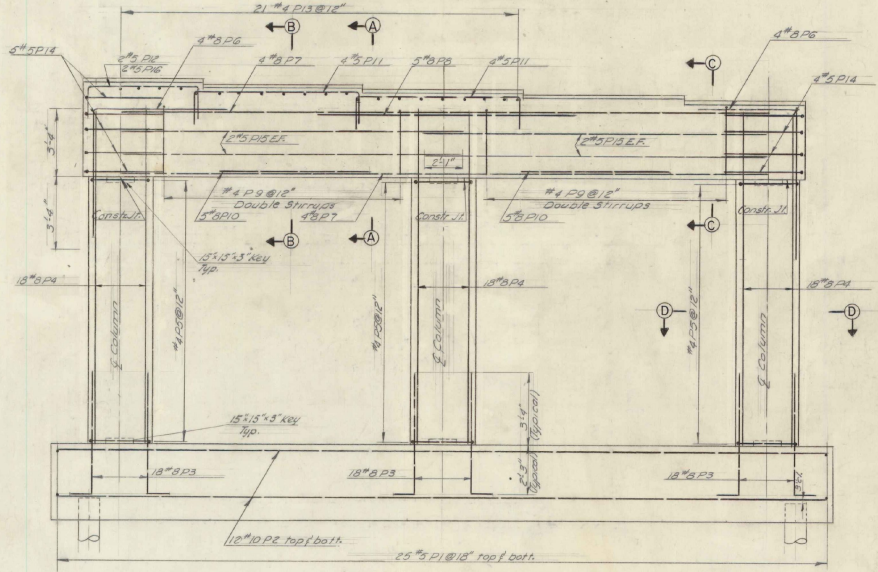 21 #4 P13@12"
B
A
4 #5 P14
2 #5 P12
6 #5 P16
4 #8 P6
4 #8 P7
4 #5 P11
5 #8 P8
4 #5 P11
C
4 #8 P6
4 #5 P14
3'-4"
2 #5 P15 E.F.
2'-1"
2 #5 P15 E.F.
#4 P9 @12"
Double Stirrups
#4 P9 @12"
Double Stirrups
Constr. Jt.
5 #8 P10
4 #8 P7
Constr. Jt.
5 #8 P10
Constr. Jt.
3'-4"
B
A
C
15"x15"x3" Key
Typ.
18 #8 P4
#4 P5@12"
#4 P5@12"
18 #8 P4
#4 P5@12"
18 #8 P4
D
D
℄ Column
℄ Column
℄ Column
15"x15"x3" Key
Typ.
3'-4"
(Typical)
2'-3"
(Typical)
18 #8 P3
18 #8 P3
18 #8 P3
12 #10 P2 top & bott.
25 #5 P1 @18" top & bott.